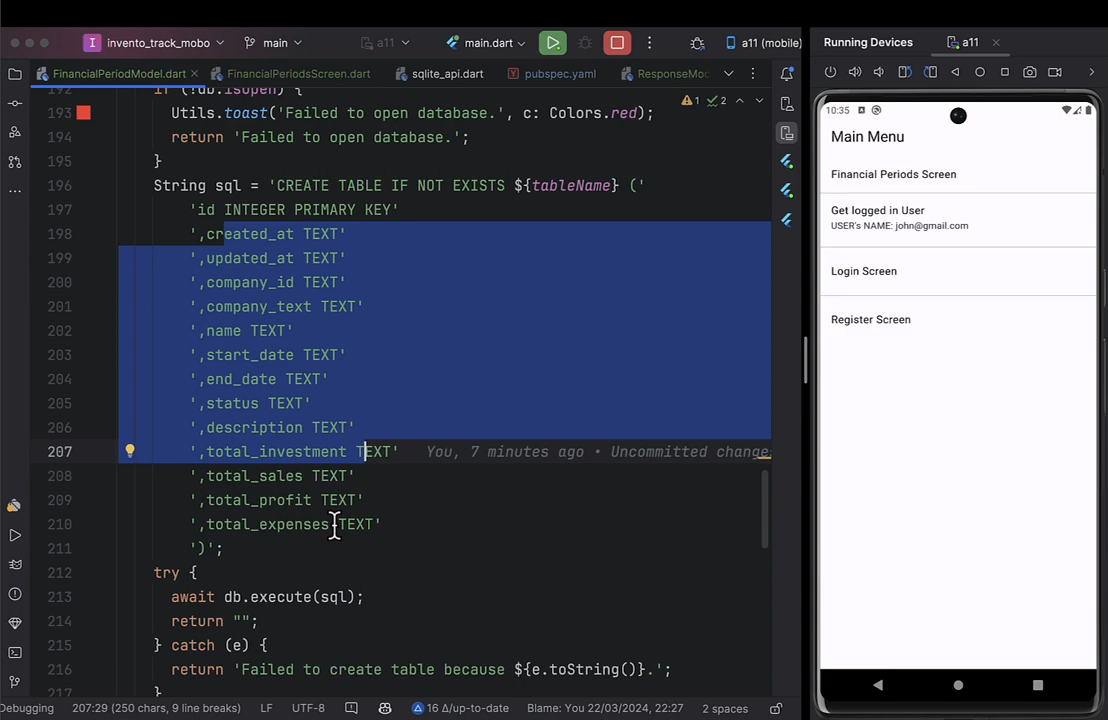 invento_track_mobo
main
a11
main.dart
a11 (mobile)
Running Devices
a11
FinancialPeriodModel.dart
FinancialPeriodsScreen.dart
sqlite_api.dart
pubspec.yaml
ResponseMoc
192 if (!db.isOpen) {
1 2
193 Utils.toast('Failed to open database.', c: Colors.red);
194 return 'Failed to open database.';
195 }
196 String sql = 'CREATE TABLE IF NOT EXISTS ${tableName} ('
197 'id INTEGER PRIMARY KEY'
198 ',created_at TEXT'
199 ',updated_at TEXT'
200 ',company_id TEXT'
201 ',company_text TEXT'
202 ',name TEXT'
203 ',start_date TEXT'
204 ',end_date TEXT'
205 ',status TEXT'
206 ',description TEXT'
207 ',total_investment TEXT' You, 7 minutes ago • Uncommitted change
208 ',total_sales TEXT'
209 ',total_profit TEXT'
210 ',total_expenses TEXT'
211 ')';
212 try {
213 await db.execute(sql);
214 return "";
215 } catch (e) {
216 return 'Failed to create table because ${e.toString()}.';
217 }
Debugging 207:29 (250 chars, 9 line breaks) LF UTF-8 16 Δ/up-to-date Blame: You 22/03/2024, 22:27 2 spaces
10:35
Main Menu
Financial Periods Screen
Get logged in User
USER's NAME: john@gmail.com
Login Screen
Register Screen